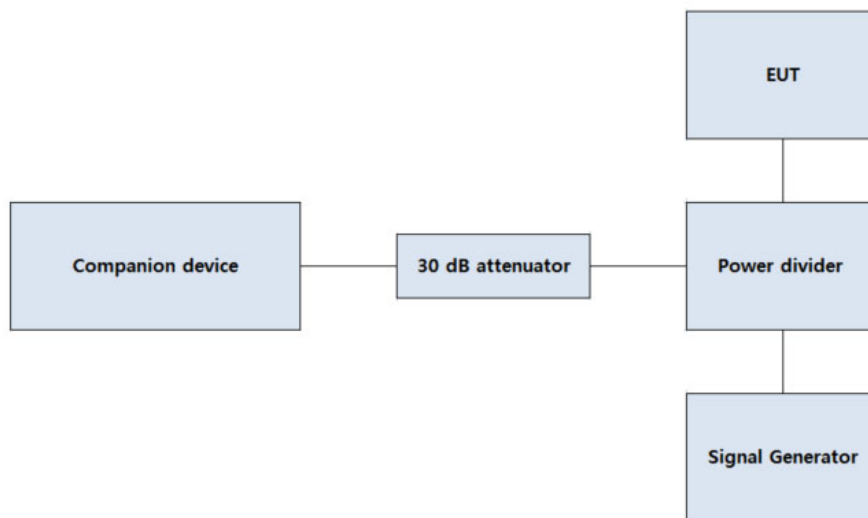 EUT
Companion device
30 dB attenuator
Power divider
Signal Generator